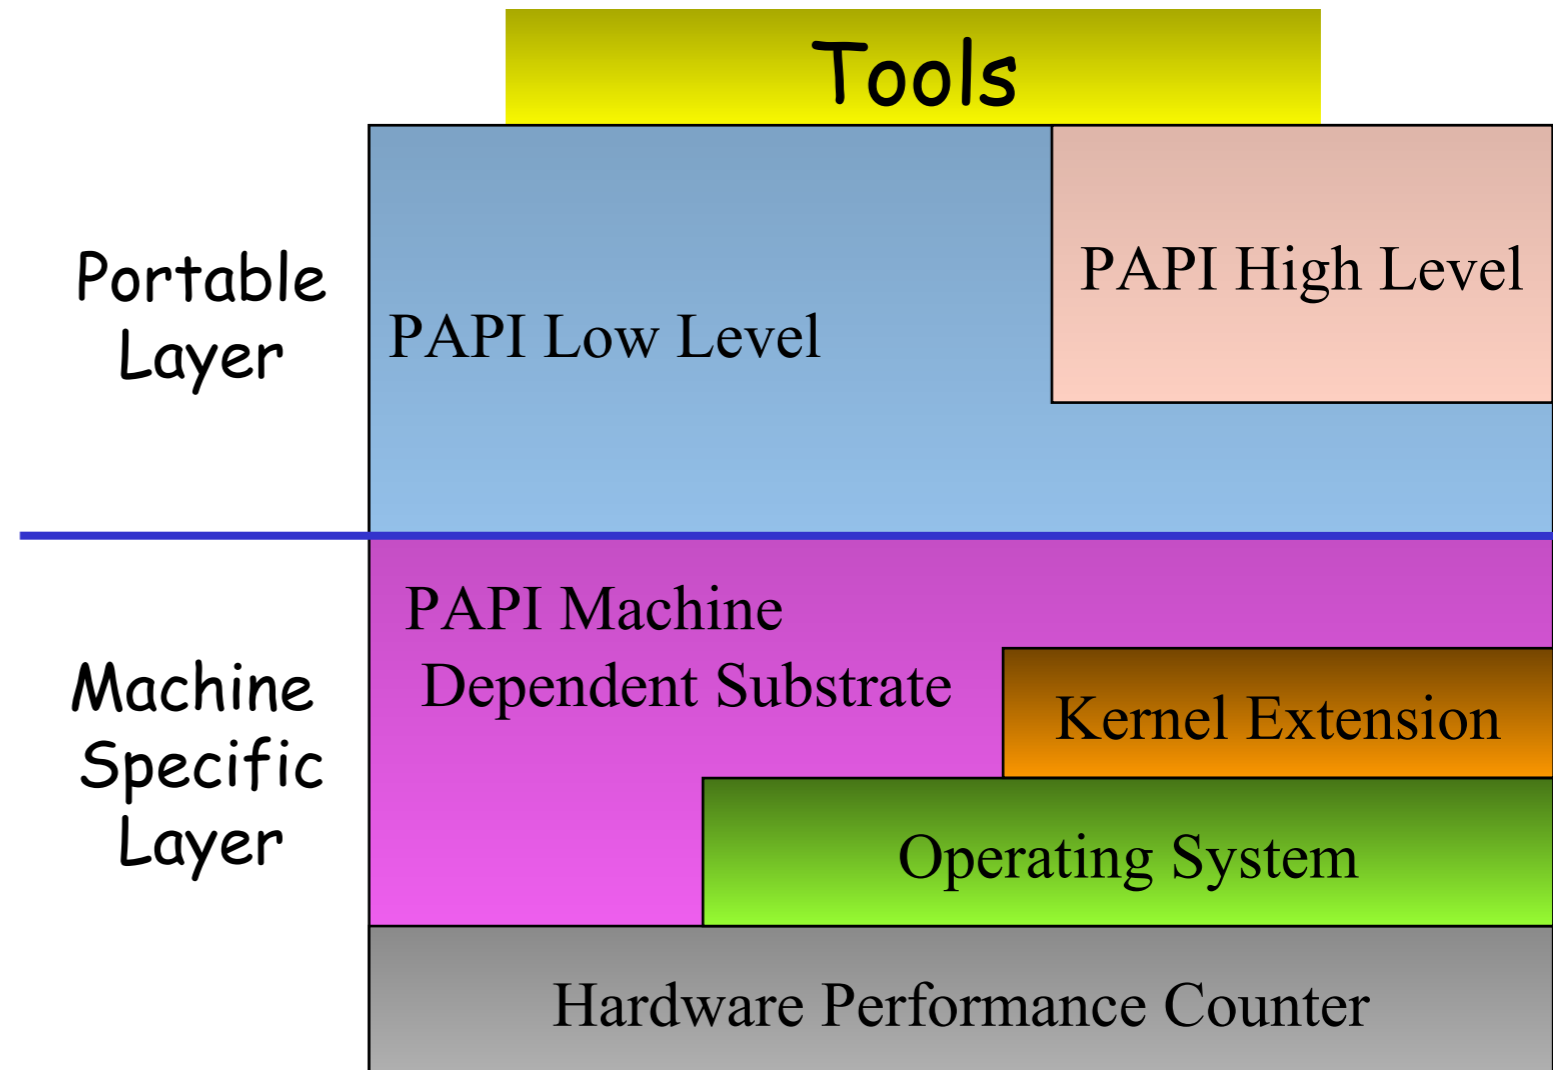 Tools
Portable
Layer
PAPI Low Level
PAPI High Level
Machine
Specific
Layer
PAPI Machine
Dependent Substrate
Kernel Extension
Operating System
Hardware Performance Counter